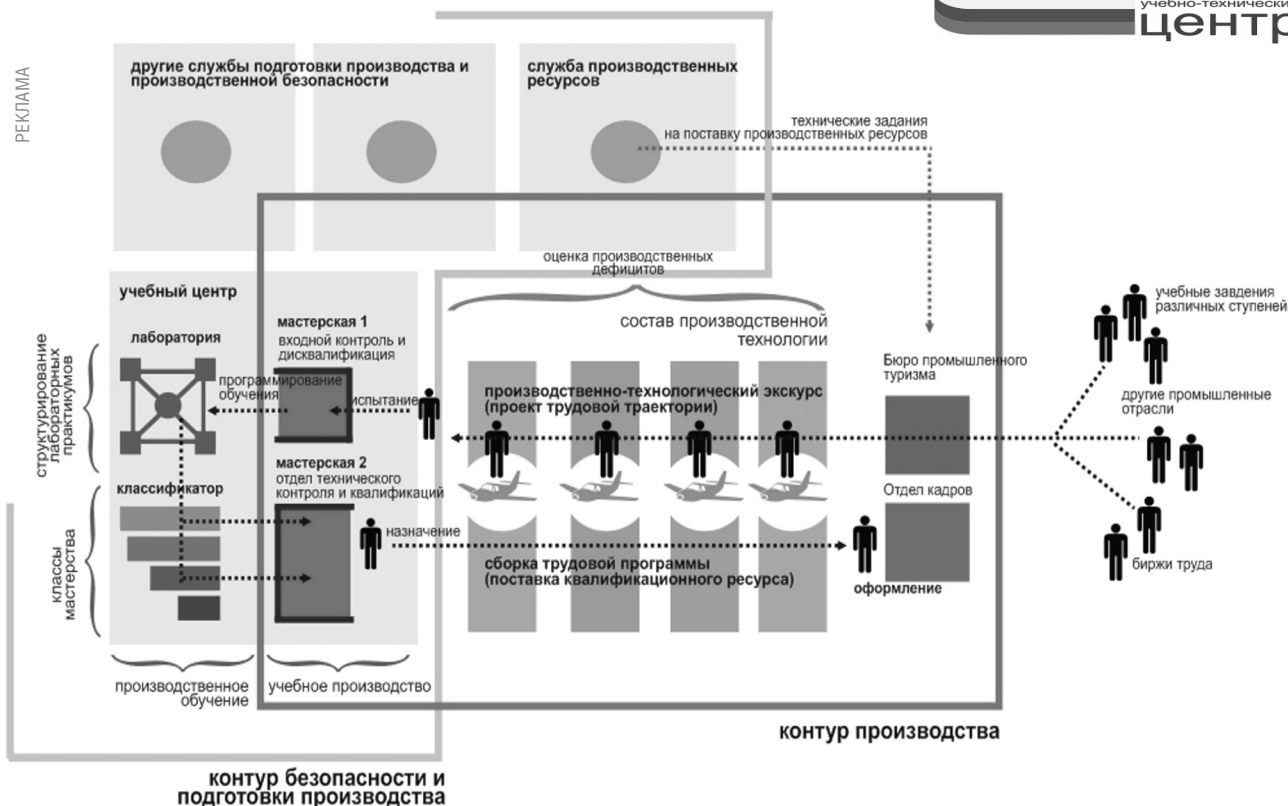 учебно-технический
центр
РЕКЛАМА
другие службы подготовки производства и
производственной безопасности
служба производственных
ресурсов
технические задания
на поставку производственных ресурсов
оценка производственных
дефицитов
учебный центр
лаборатория
мастерская 1
входной контроль и
дисквалификация
программирование
обучения
испытание
структурирование
лабораторных
практикумов
состав производственной
технологии
производственно-технологический экскурс
(проект трудовой траектории)
Бюро промышленного
туризма
учебные завдения
различных ступеней
другие промышленные
отрасли
классификатор
мастерская 2
отдел технического
контроля и квалификаций
назначение
классы
мастерства
сборка трудовой программы
(поставка квалификационного ресурса)
Отдел кадров
оформление
биржи труда
производственное
обучение
учебное производство
контур производства
контур безопасности и
подготовки производства